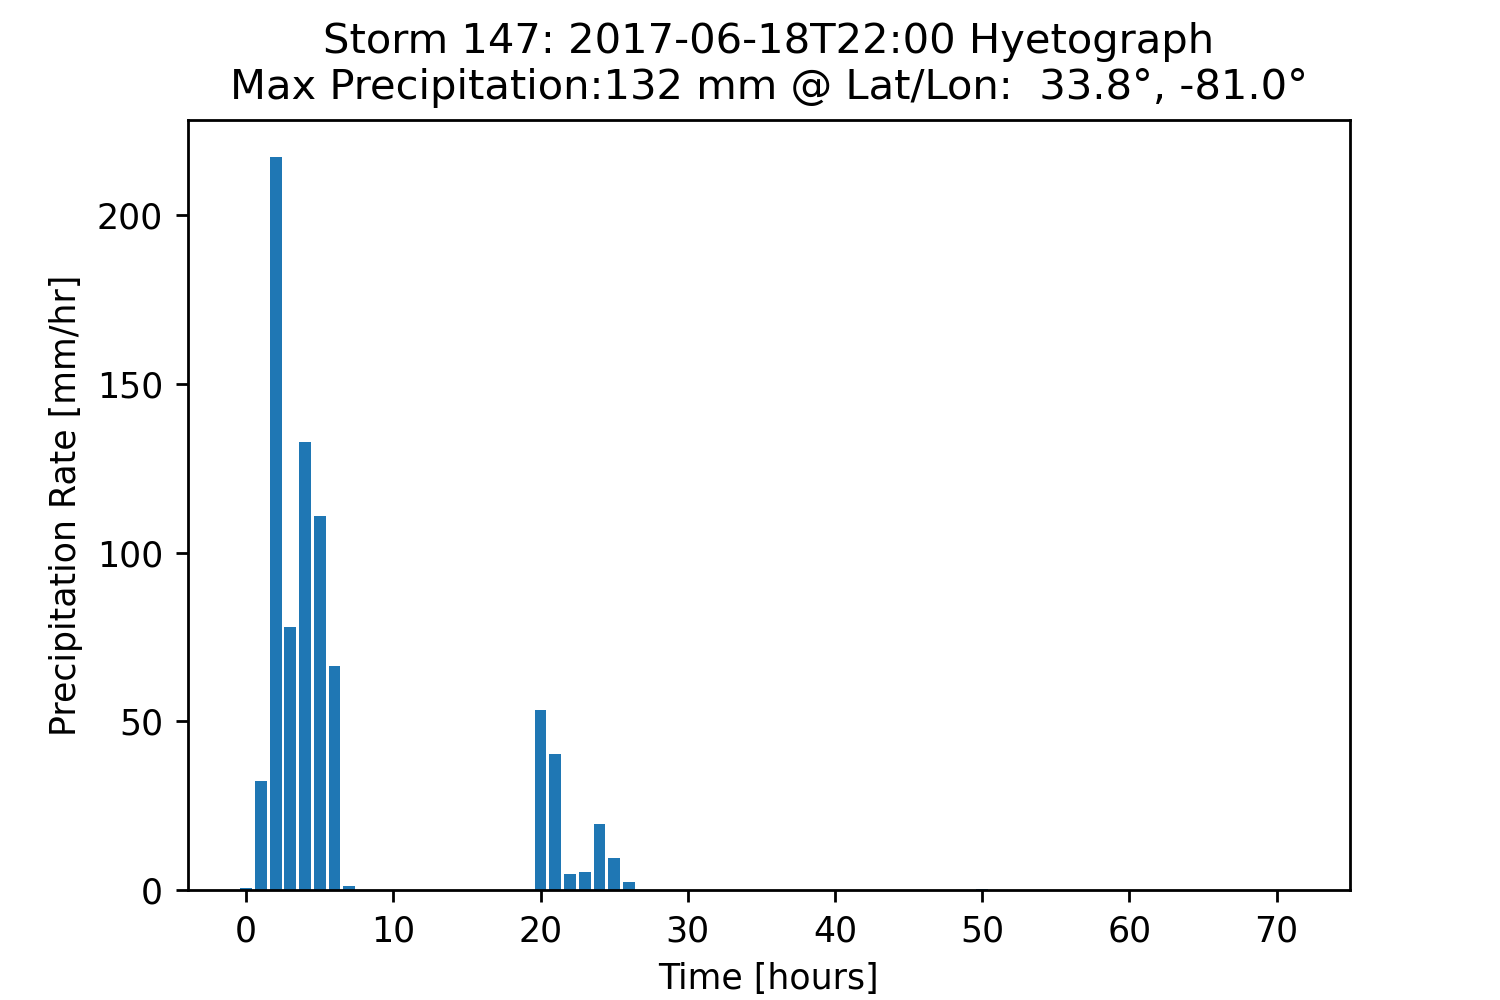 Storm 147: 2017-06-18T22:00 Hyetograph
Max Precipitation:132 mm @ Lat/Lon:  33.8°, -81.0°
Precipitation Rate [mm/hr]
200
150
100
50
0
0 10 20 30 40 50 60 70
Time [hours]